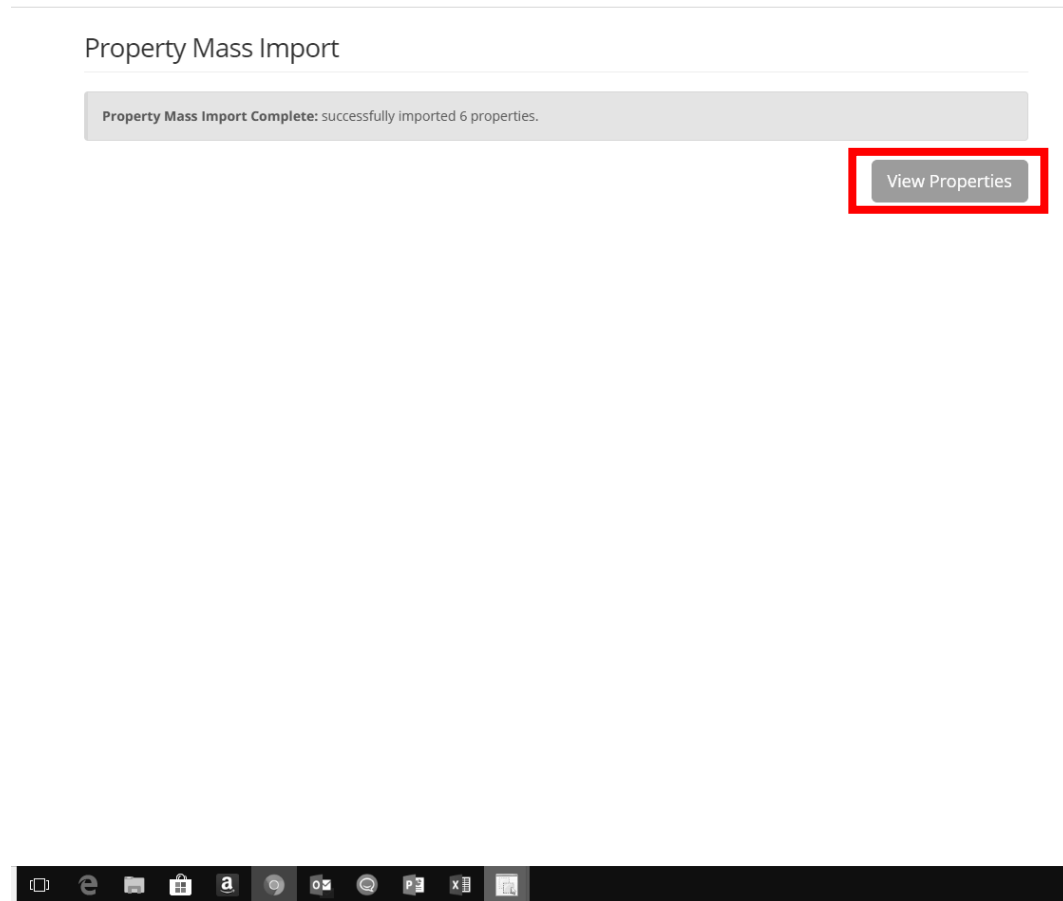 Property Mass Import
Property Mass Import Complete: successfully imported 6 properties.
View Properties